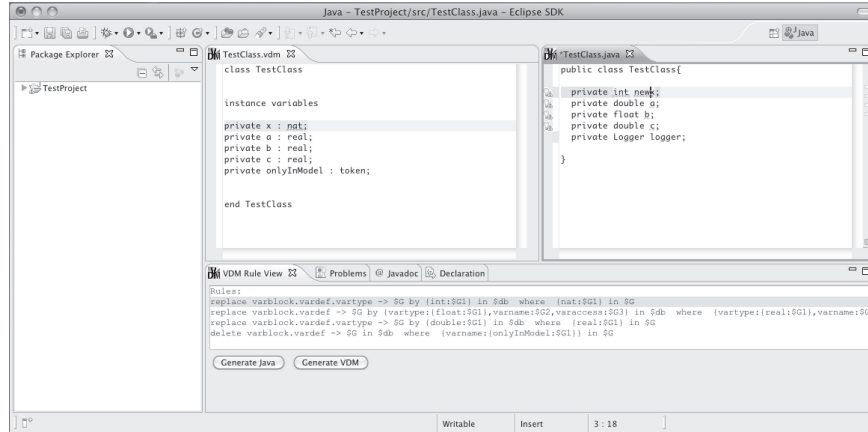 Java – TestProject/src/TestClass.java – Eclipse SDK
Java
Package Explorer
TestProject
TestClass.vdm
class TestClass
instance variables
private x : nat;
private a : real;
private b : real;
private c : real;
private onlyInModel : token;
end TestClass
*TestClass.java
public class TestClass{
private int newx;
private double a;
private float b;
private double c;
private Logger logger;
}
VDM Rule View Problems @ Javadoc Declaration
Rules:
replace varblock.vardef.vartype -> $G by {int:$G1} in $db where {nat:$G1} in $G
replace varblock.vardef -> $G by {vartype:{float:$G1},varname:$G2,varaccess:$G3} in $db where {vartype:{real:$G1},varname:$G
replace varblock.vardef.vartype -> $G by {double:$G1} in $db where {real:$G1} in $G
delete varblock.vardef -> $G in $db where {varname:{onlyInModel:$G1}} in $G
Generate Java Generate VDM
Writable Insert 3 : 18